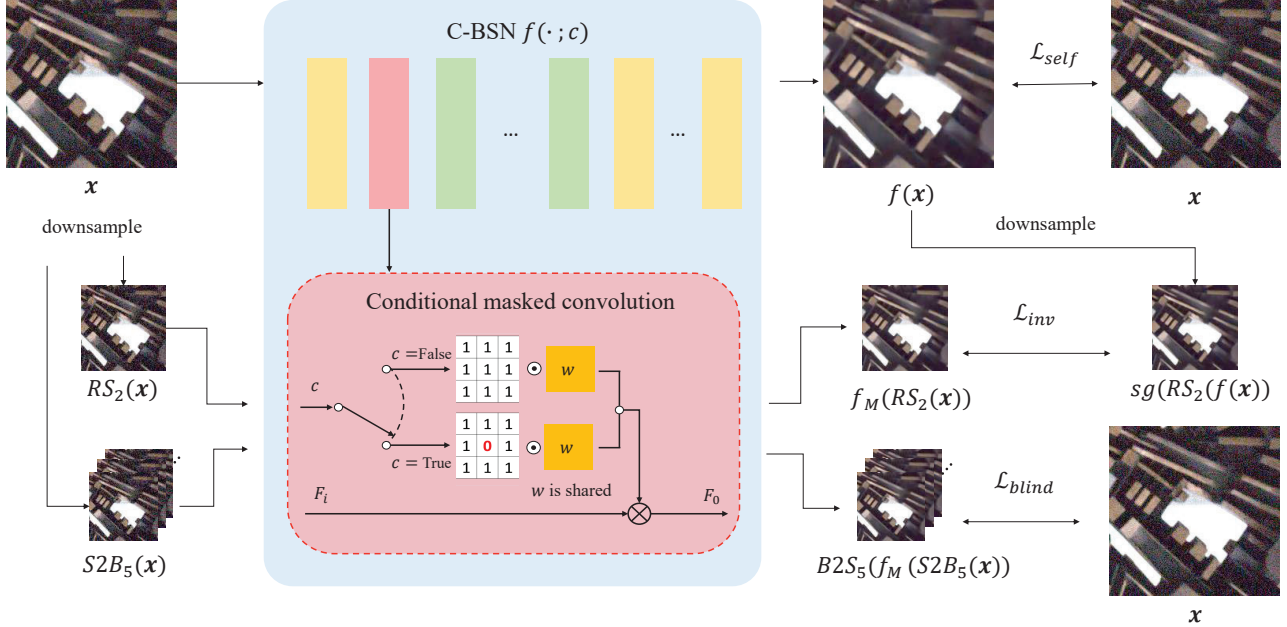 C-BSN f(· ; c)
...
...
x
f(x)
ℒself
x
downsample
downsample
RS2(x)
S2B5(x)
Conditional masked convolution
c
c =False
1 1 1
1 1 1
1 1 1
w
c = True
1 1 1
1 0 1
1 1 1
w
w is shared
Fi
F0
fM(RS2(x))
ℒinv
sg(RS2(f(x))
B2S5(fM (S2B5(x))
ℒblind
x